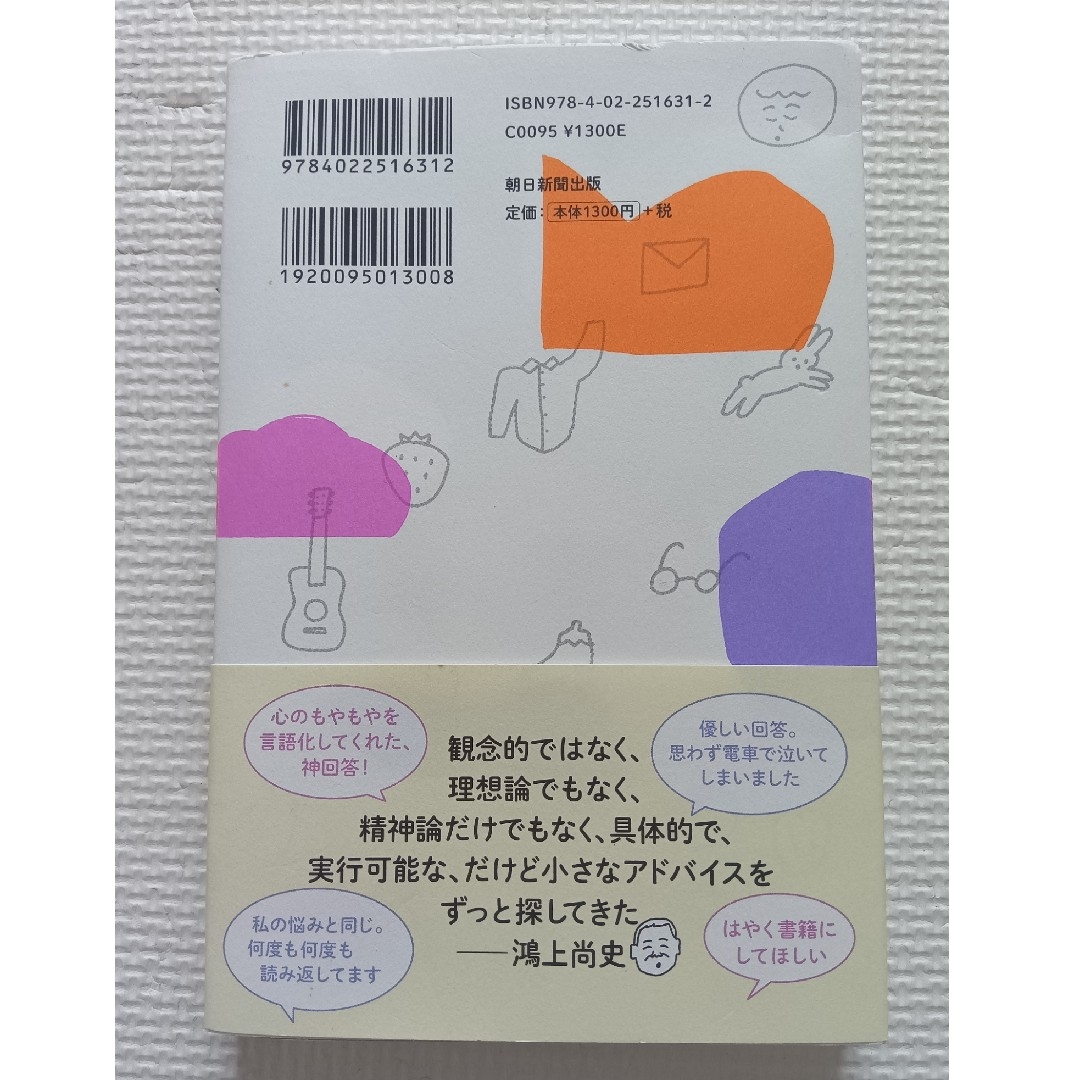 9784022516312
1920095013008
ISBN978-4-02-251631-2
C0095 ¥1300E
朝日新聞出版
定価：本体1300円+税
心のもやもやを
言語化してくれた、
神回答！
優しい回答。
思わず電車で泣いて
しまいました
観念的ではなく、
理想論でもなく、
精神論だけでもなく、具体的で、
実行可能な、だけど小さなアドバイスを
ずっと探してきた
——鴻上尚史
私の悩みと同じ。
何度も何度も
読み返してます
はやく書籍に
してほしい